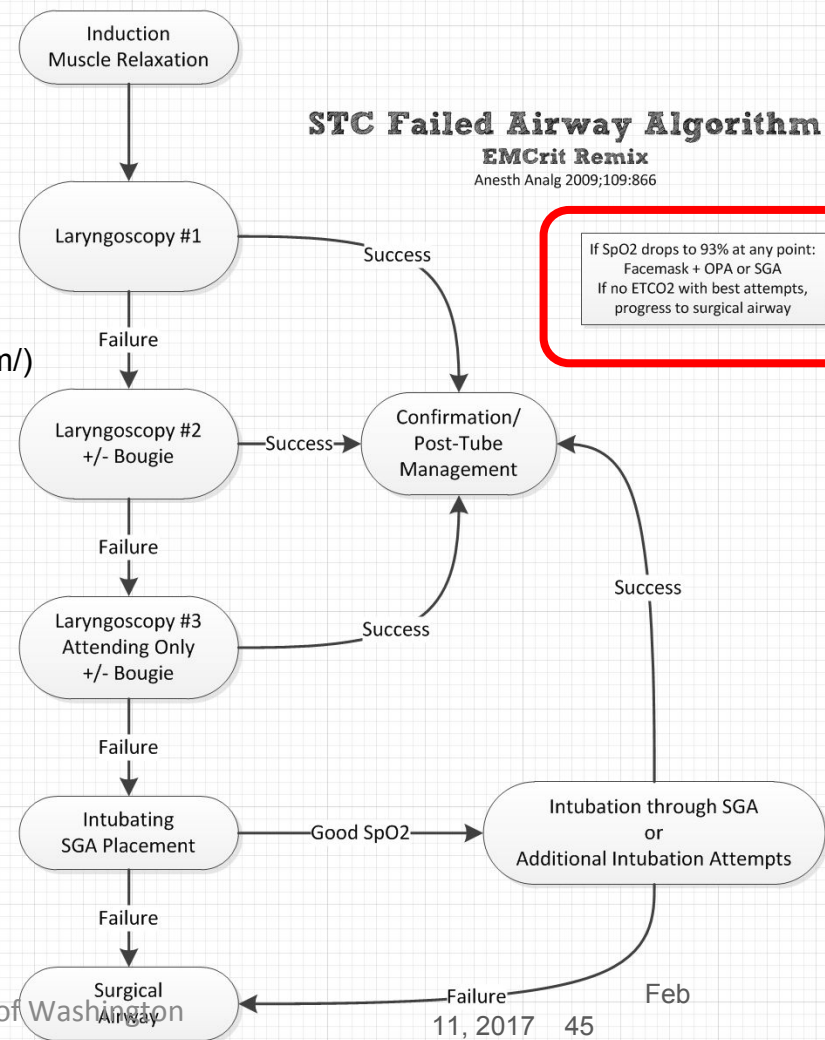 Induction
Muscle Relaxation
STC Failed Airway Algorithm
EMCrit Remix
Anesth Analg 2009;109:866
Laryngoscopy #1
Success
If SpO2 drops to 93% at any point:
Facemask + OPA or SGA
If no ETCO2 with best attempts,
progress to surgical airway
Failure
m/)
Laryngoscopy #2
+/- Bougie
Success
Confirmation/
Post-Tube
Management
Failure
Success
Laryngoscopy #3
Attending Only
+/- Bougie
Success
Failure
Intubating
SGA Placement
Good SpO2
Intubation through SGA
or
Additional Intubation Attempts
Failure
Surgical
Airway
of Washington
Failure
Feb
11, 2017 45